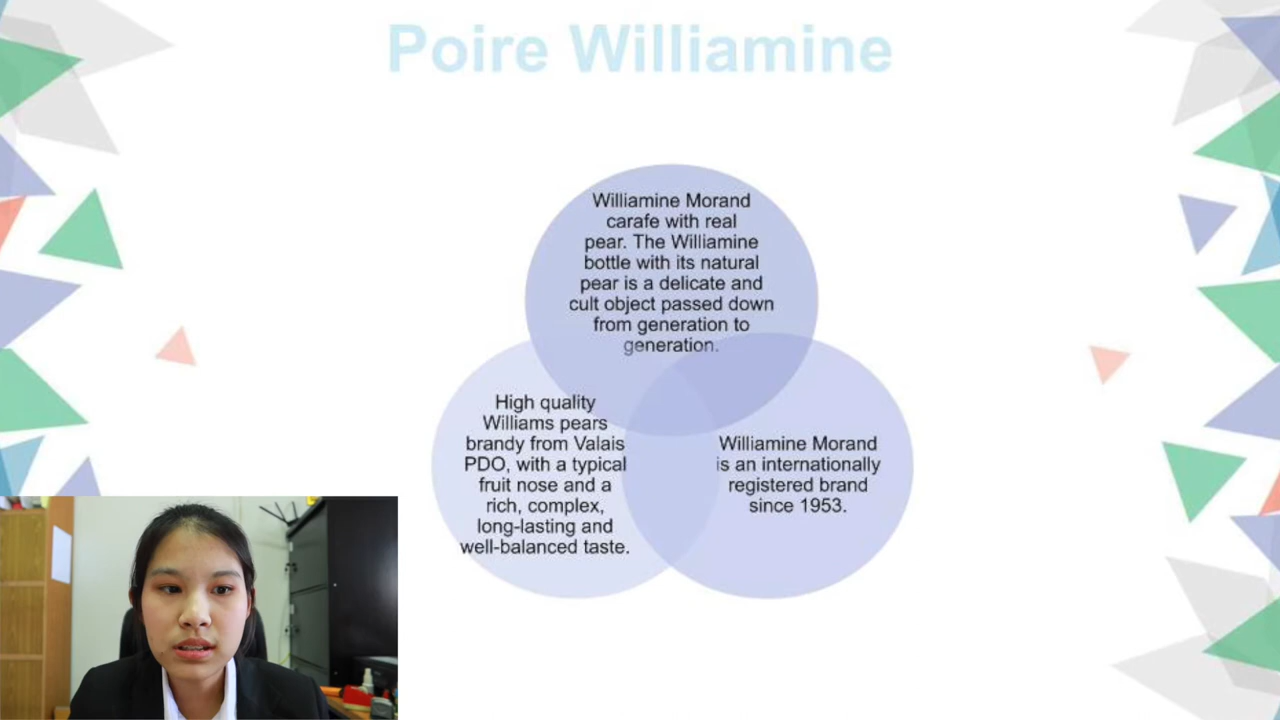 Poire Williamine
Williamine Morand
carafe with real
pear. The Williamine
bottle with its natural
pear is a delicate and
cult object passed down
from generation to
generation.
High quality
Williams pears
brandy from Valais
PDO, with a typical
fruit nose and a
rich, complex,
long-lasting and
well-balanced taste.
Williamine Morand
is an internationally
registered brand
since 1953.